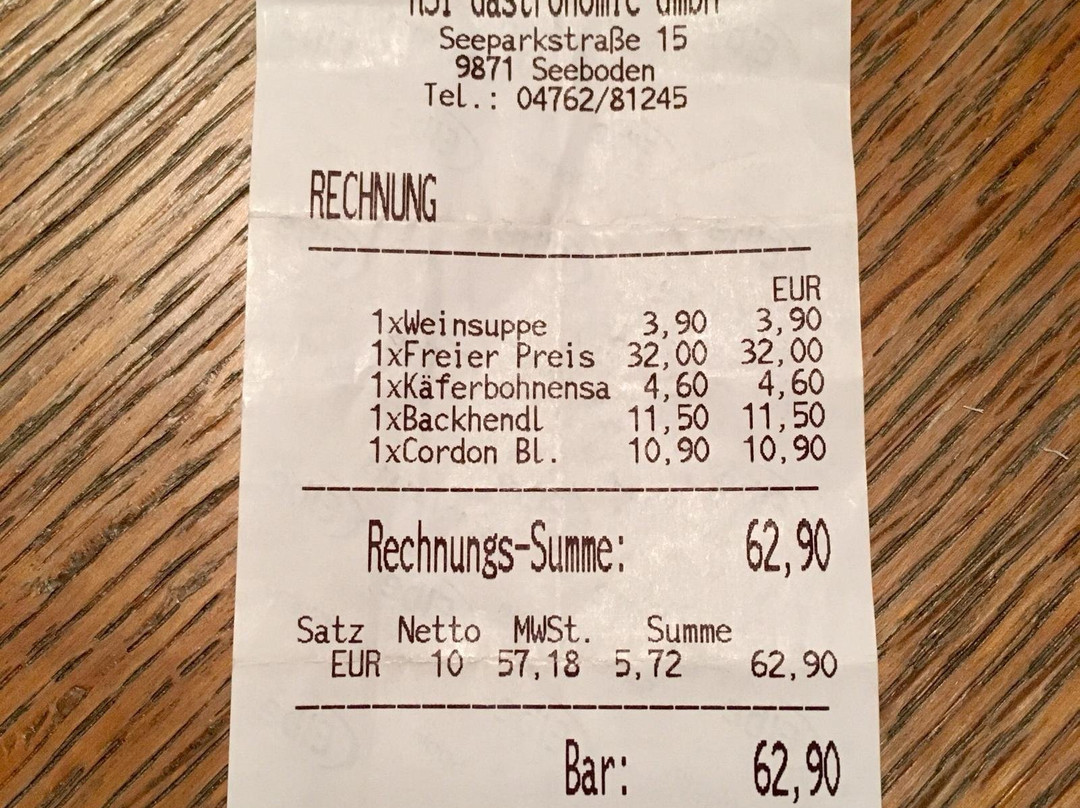 Gastronomie GmbH
Seeparkstraße 15
9871 Seeboden
Tel.: 04762/81245
RECHNUNG
EUR
1xWeinsuppe 3,90 3,90
1xFreier Preis 32,00 32,00
1xKäferbohnensa 4,60 4,60
1xBackhendl 11,50 11,50
1xCordon Bl. 10,90 10,90
Rechnungs-Summe: 62,90
Satz Netto MWSt. Summe
EUR 10 57,18 5,72 62,90
Bar: 62,90